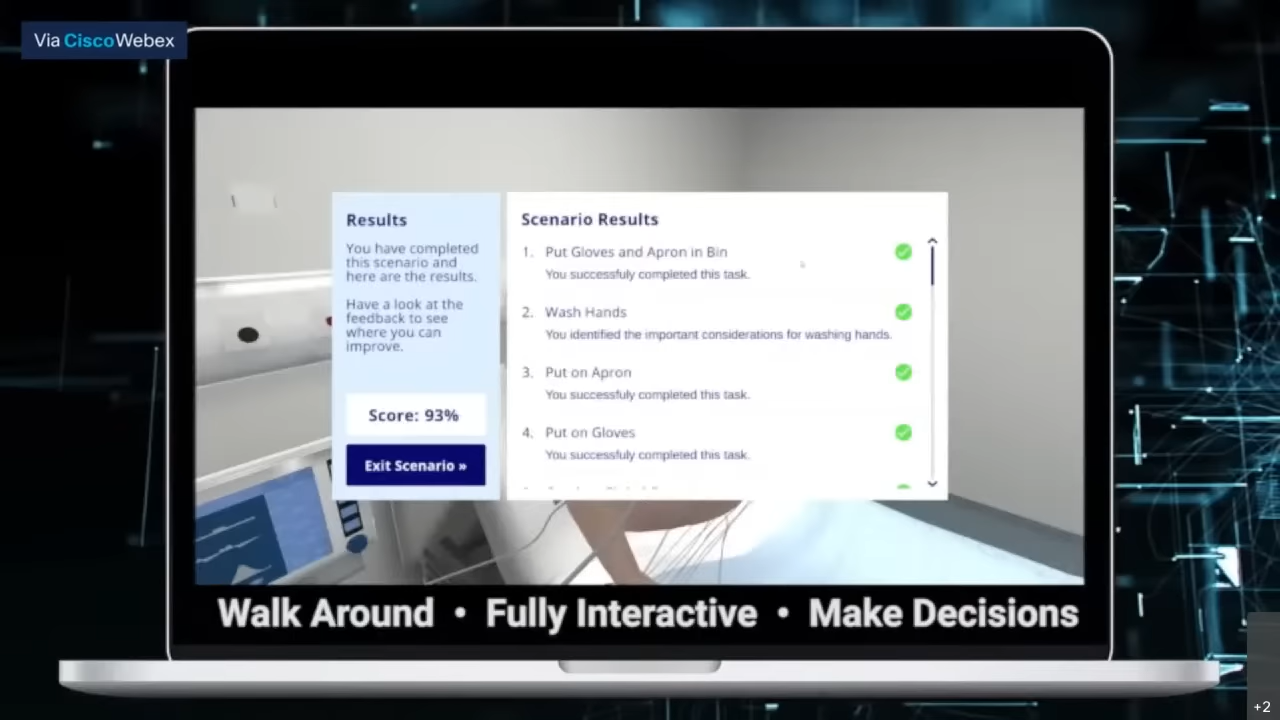 Via CiscoWebex
Results
You have completed
this scenario and
here are the results.
Have a look at the
feedback to see
where you can
improve.
Score: 93%
Exit Scenario »
Scenario Results
1. Put Gloves and Apron in Bin
You successfuly completed this task.
2. Wash Hands
You identified the important considerations for washing hands.
3. Put on Apron
You successfuly completed this task.
4. Put on Gloves
You successfuly completed this task.
Walk Around • Fully Interactive • Make Decisions
+2